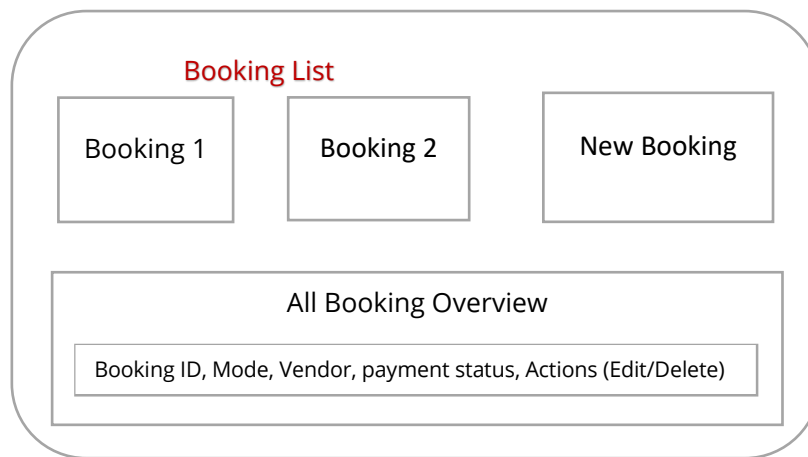 Booking List
Booking 1
Booking 2
New Booking
All Booking Overview
Booking ID, Mode, Vendor, payment status, Actions (Edit/Delete)